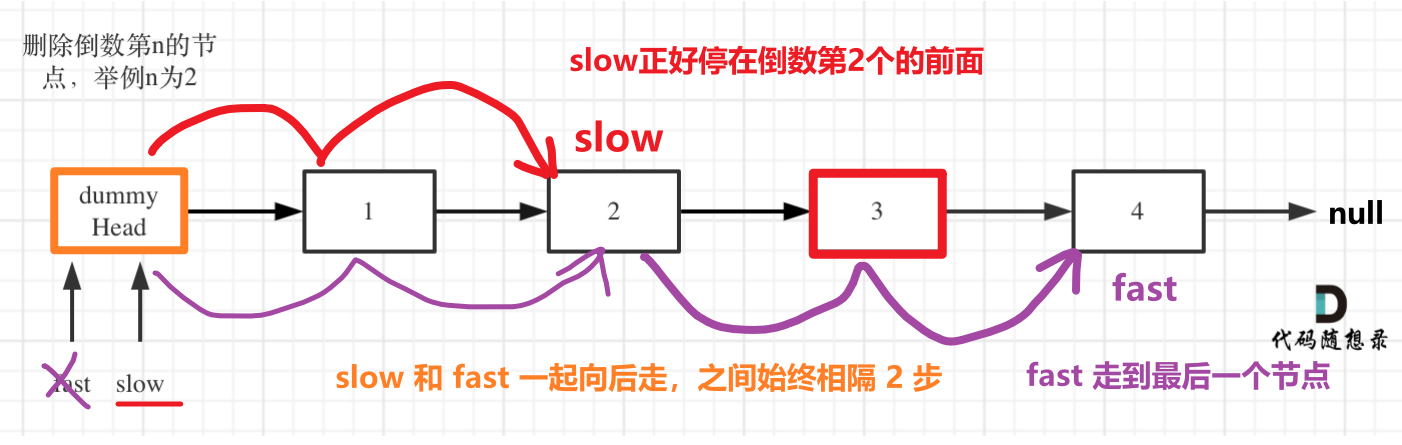 删除倒数第n的节
点，举例n为2
slow正好停在倒数第2个的前面
slow
dummy
Head
1
2
3
4
null
fast
fast
slow
slow 和 fast 一起向后走，之间始终相隔 2 步
fast 走到最后一个节点
代码随想录